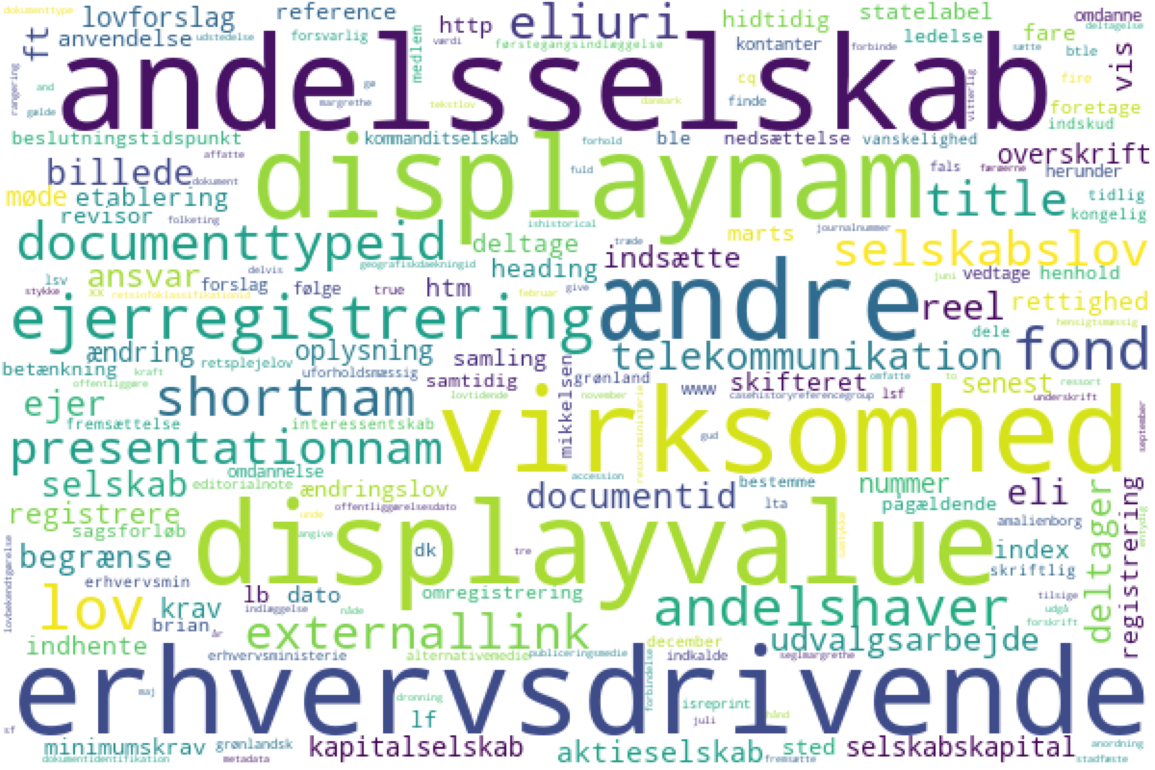 dokumenttype
lovforslag
reference
http
eliuri
hidtidig
statelabel
omdanne
ft
anvendelse
udstedelse
forsvarlig
medlem
værdi
førstegangsindlæggelse
kontanter
forbinde
ledelse
sætte
fare
btle
deltagelse
vis
rangering
and
gælde
andelsselskab
margrethe
gø
tekstlov
danmark
finde
cq
vitterlig
fire
foretage
indskud
beslutningstidspunkt
affatte
kommanditselskab
forhold
ble
nedsættelse
vanskelighed
overskrift
billede
dokument
displaynam
fuld
fals
færøerne
herunder
møde
etablering
title
tidlig
revisor
folketing
ishistorical
kongelig
documenttypeid
deltage
træde
marts
journalnummer
selskabslov
lsv
delvis
geografiskdaekningid
heading
indsætte
juni
vedtage
henhold
stykke
xx
ansvar
forslag
følge
true
htm
give
ændre
reel
rettighed
retsinfoklassifikationid
februar
hensigtsmæssig
ejerregistrering
dele
fond
ændring
retsplejelov
oplysning
samling
telekommunikation
betænkning
kraft
uforholdsmæssig
offentliggøre
samtidig
mikkelsen
grønland
www
skifteret
omfatte
senest
to
ressort
ejer
shortnam
lovtidende
november
casehistoryreferencegroup
lsf
underskrift
fremsættelse
interessentskab
ressortministerie
virksomhed
september
presentationnam
gud
omdannelse
accession
bestemme
selskab
editorialnote
ændringslov
documentid
nummer
eli
offentliggørelsesdato
lta
pågældende
registrere
unde
displayvalue
amalienborg
sagsforløb
angive
samtykke
deltager
registrering
entydig
begrænse
dk
tre
index
skriftlig
lovbekendtgørelse
erhvervsmin
lb
dato
omregistrering
tilsige
lov
krav
indlæggelse
nåde
andelshaver
udgå
brian
år
externallink
forskrift
indhente
december
udvalgsarbejde
erhvervsministerie
alternativemedie
publiceringsmedie
indkalde
seglmargrethe
erhvervsdrivende
maj
dronning
forbindelse
isreprint
hånd
sf
lf
juli
minimumskrav
grønlandsk
kapitalselskab
aktieselskab
sted
selskabskapital
anordning
dokumentidentifikation
metadata
fremsætte
stadfæste